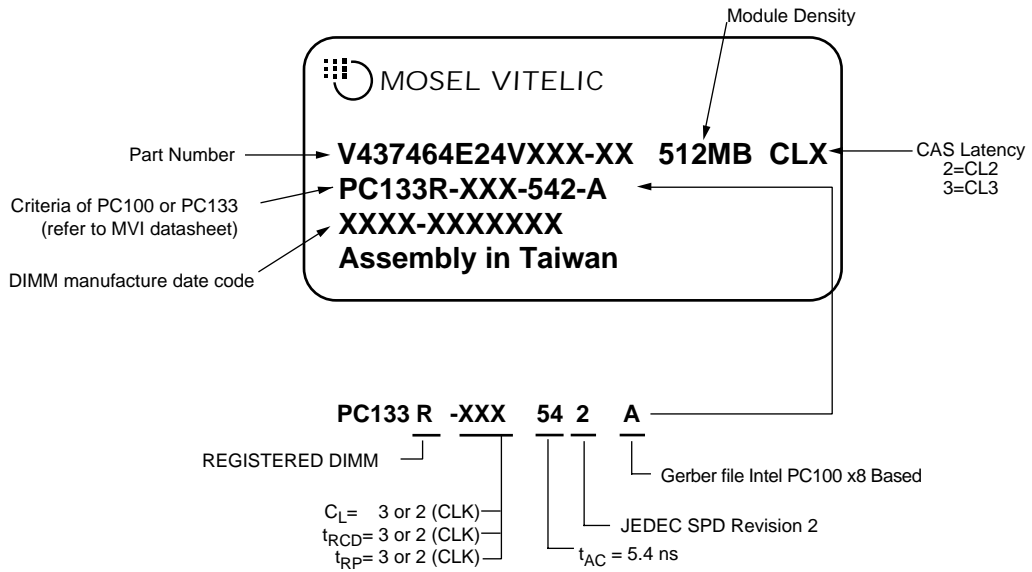 Module Density
MOSEL VITELIC
Part Number
V437464E24VXXX-XX 512MB CLX
CAS Latency
2=CL2
3=CL3
Criteria of PC100 or PC133
(refer to MVI datasheet)
PC133R-XXX-542-A
XXXX-XXXXXXX
DIMM manufacture date code
Assembly in Taiwan
PC133 R -XXX 54 2 A
REGISTERED DIMM
Gerber file Intel PC100 x8 Based
CL= 3 or 2 (CLK)
tRCD= 3 or 2 (CLK)
tRP= 3 or 2 (CLK)
JEDEC SPD Revision 2
tAC = 5.4 ns